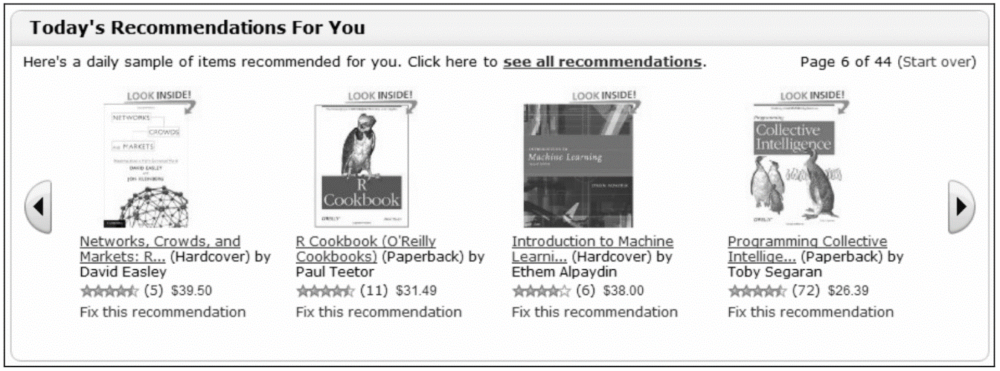 Today's Recommendations For You
Here's a daily sample of items recommended for you. Click here to see all recommendations.
Page 6 of 44 (Start over)
LOOK INSIDE!
NETWORKS
CROWDS
AND MARKETS
DAVID EASLEY
JON KLEINBERG
Networks, Crowds, and
Markets: R... (Hardcover) by
David Easley
(5) $39.50
Fix this recommendation
LOOK INSIDE!
R
Cookbook
O'REILLY
R Cookbook (O'Reilly
Cookbooks) (Paperback) by
Paul Teetor
(11) $31.49
Fix this recommendation
LOOK INSIDE!
INTRODUCTION TO
Machine Learning
ETHEM ALPAYDIN
Introduction to Machine
Learni... (Hardcover) by
Ethem Alpaydin
(6) $38.00
Fix this recommendation
LOOK INSIDE!
Programming
Collective
Intelligence
O'REILLY
Programming Collective
Intellige... (Paperback) by
Toby Segaran
(72) $26.39
Fix this recommendation